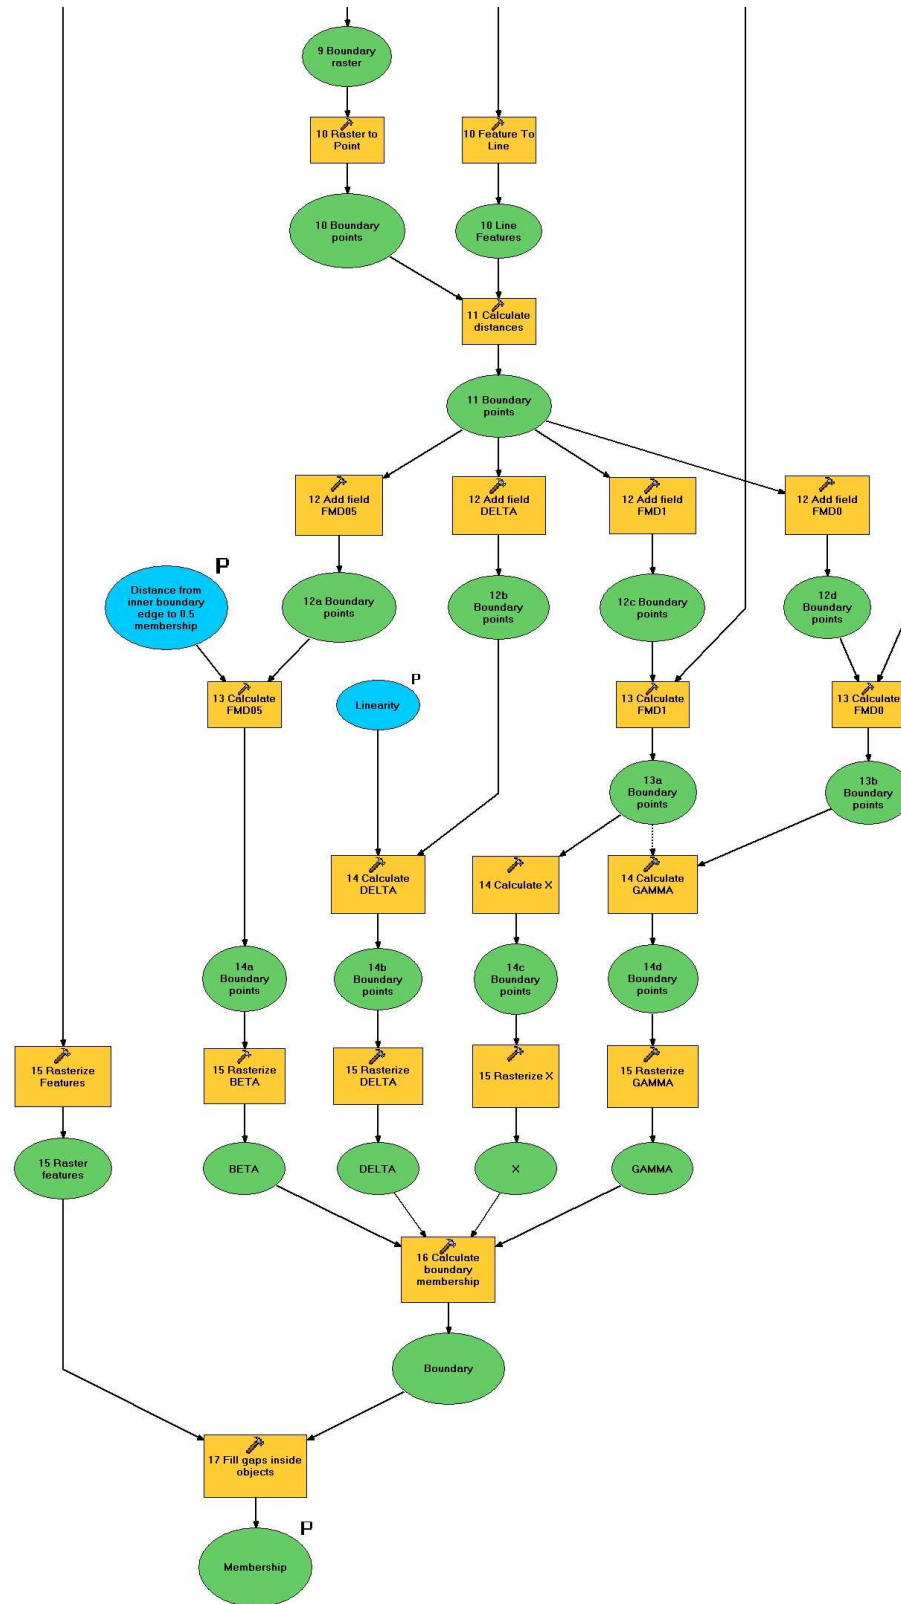 9 Boundary
raster
10 Raster to
Point
10 Feature To
Line
10 Boundary
points
10 Line
Features
11 Calculate
distances
11 Boundary
points
12 Add field
FMD05
12 Add field
DELTA
12 Add field
FMD1
12 Add field
FMD0
P
Distance from
inner boundary
edge to 0.5
membership
12a Boundary
points
12b
Boundary
points
12c Boundary
points
12d
Boundary
points
13 Calculate
FMD05
P
Linearity
13 Calculate
FMD1
13 Calculate
FMD0
13a
Boundary
points
13b
Boundary
points
14 Calculate
DELTA
14 Calculate X
14 Calculate
GAMMA
14a
Boundary
points
14b
Boundary
points
14c
Boundary
points
14d
Boundary
points
15 Rasterize
Features
15 Rasterize
BETA
15 Rasterize
DELTA
15 Rasterize X
15 Rasterize
GAMMA
15 Raster
features
BETA
DELTA
X
GAMMA
16 Calculate
boundary
membership
Boundary
17 Fill gaps inside
objects
P
Membership